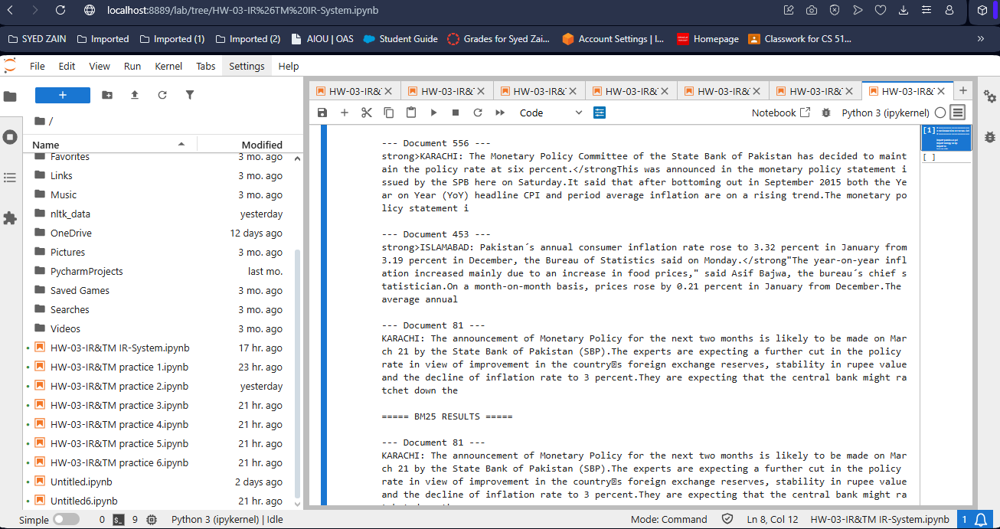 localhost:8889/lab/tree/HW-03-IR%26TM%20IR-System.ipynb
SYED ZAIN
Imported
Imported (1)
Imported (2)
AIOU | OAS
Student Guide
Grades for Syed Zai...
Account Settings | I...
Homepage
Classwork for CS 51...
»
File Edit View Run Kernel Tabs Settings Help
+
/
Name Modified
Favorites 3 mo. ago
Links 3 mo. ago
Music 3 mo. ago
nltk_data yesterday
OneDrive 12 days ago
Pictures 3 mo. ago
PycharmProjects last mo.
Saved Games 3 mo. ago
Searches 3 mo. ago
Videos 3 mo. ago
HW-03-IR&TM IR-System.ipynb 17 hr. ago
HW-03-IR&TM practice 1.ipynb 23 hr. ago
HW-03-IR&TM practice 2.ipynb yesterday
HW-03-IR&TM practice 3.ipynb 21 hr. ago
HW-03-IR&TM practice 4.ipynb 21 hr. ago
HW-03-IR&TM practice 5.ipynb 21 hr. ago
HW-03-IR&TM practice 6.ipynb 21 hr. ago
Untitled.ipynb 2 days ago
Untitled6.ipynb 21 hr. ago
HW-03-IR&T HW-03-IR&T HW-03-IR&T HW-03-IR&T HW-03-IR&T HW-03-IR&T HW-03-IR&T +
Code Notebook Python 3 (ipykernel)
--- Document 556 ---
strong>KARACHI: The Monetary Policy Committee of the State Bank of Pakistan has decided to maint
ain the policy rate at six percent.</strongThis was announced in the monetary policy statement i
ssued by the SPB here on Saturday.It said that after bottoming out in September 2015 both the Ye
ar on Year (YoY) headline CPI and period average inflation are on a rising trend.The monetary po
licy statement i
--- Document 453 ---
strong>ISLAMABAD: Pakistan´s annual consumer inflation rate rose to 3.32 percent in January from
3.19 percent in December, the Bureau of Statistics said on Monday.</strong"The year-on-year infl
ation increased mainly due to an increase in food prices," said Asif Bajwa, the bureau´s chief s
tatistician.On a month-on-month basis, prices rose by 0.21 percent in January from December.The
average annual
--- Document 81 ---
KARACHI: The announcement of Monetary Policy for the next two months is likely to be made on Mar
ch 21 by the State Bank of Pakistan (SBP).The experts are expecting a further cut in the policy
rate in view of improvement in the country�s foreign exchange reserves, stability in rupee value
and the decline of inflation rate to 3 percent.They are expecting that the central bank might ra
tchet down the
===== BM25 RESULTS =====
--- Document 81 ---
KARACHI: The announcement of Monetary Policy for the next two months is likely to be made on Mar
ch 21 by the State Bank of Pakistan (SBP).The experts are expecting a further cut in the policy
rate in view of improvement in the country�s foreign exchange reserves, stability in rupee value
and the decline of inflation rate to 3 percent.They are expecting that the central bank might ra
[1]
[ ]
Simple 0 9 Python 3 (ipykernel) | Idle Mode: Command Ln 8, Col 12 HW-03-IR&TM IR-System.ipynb 1